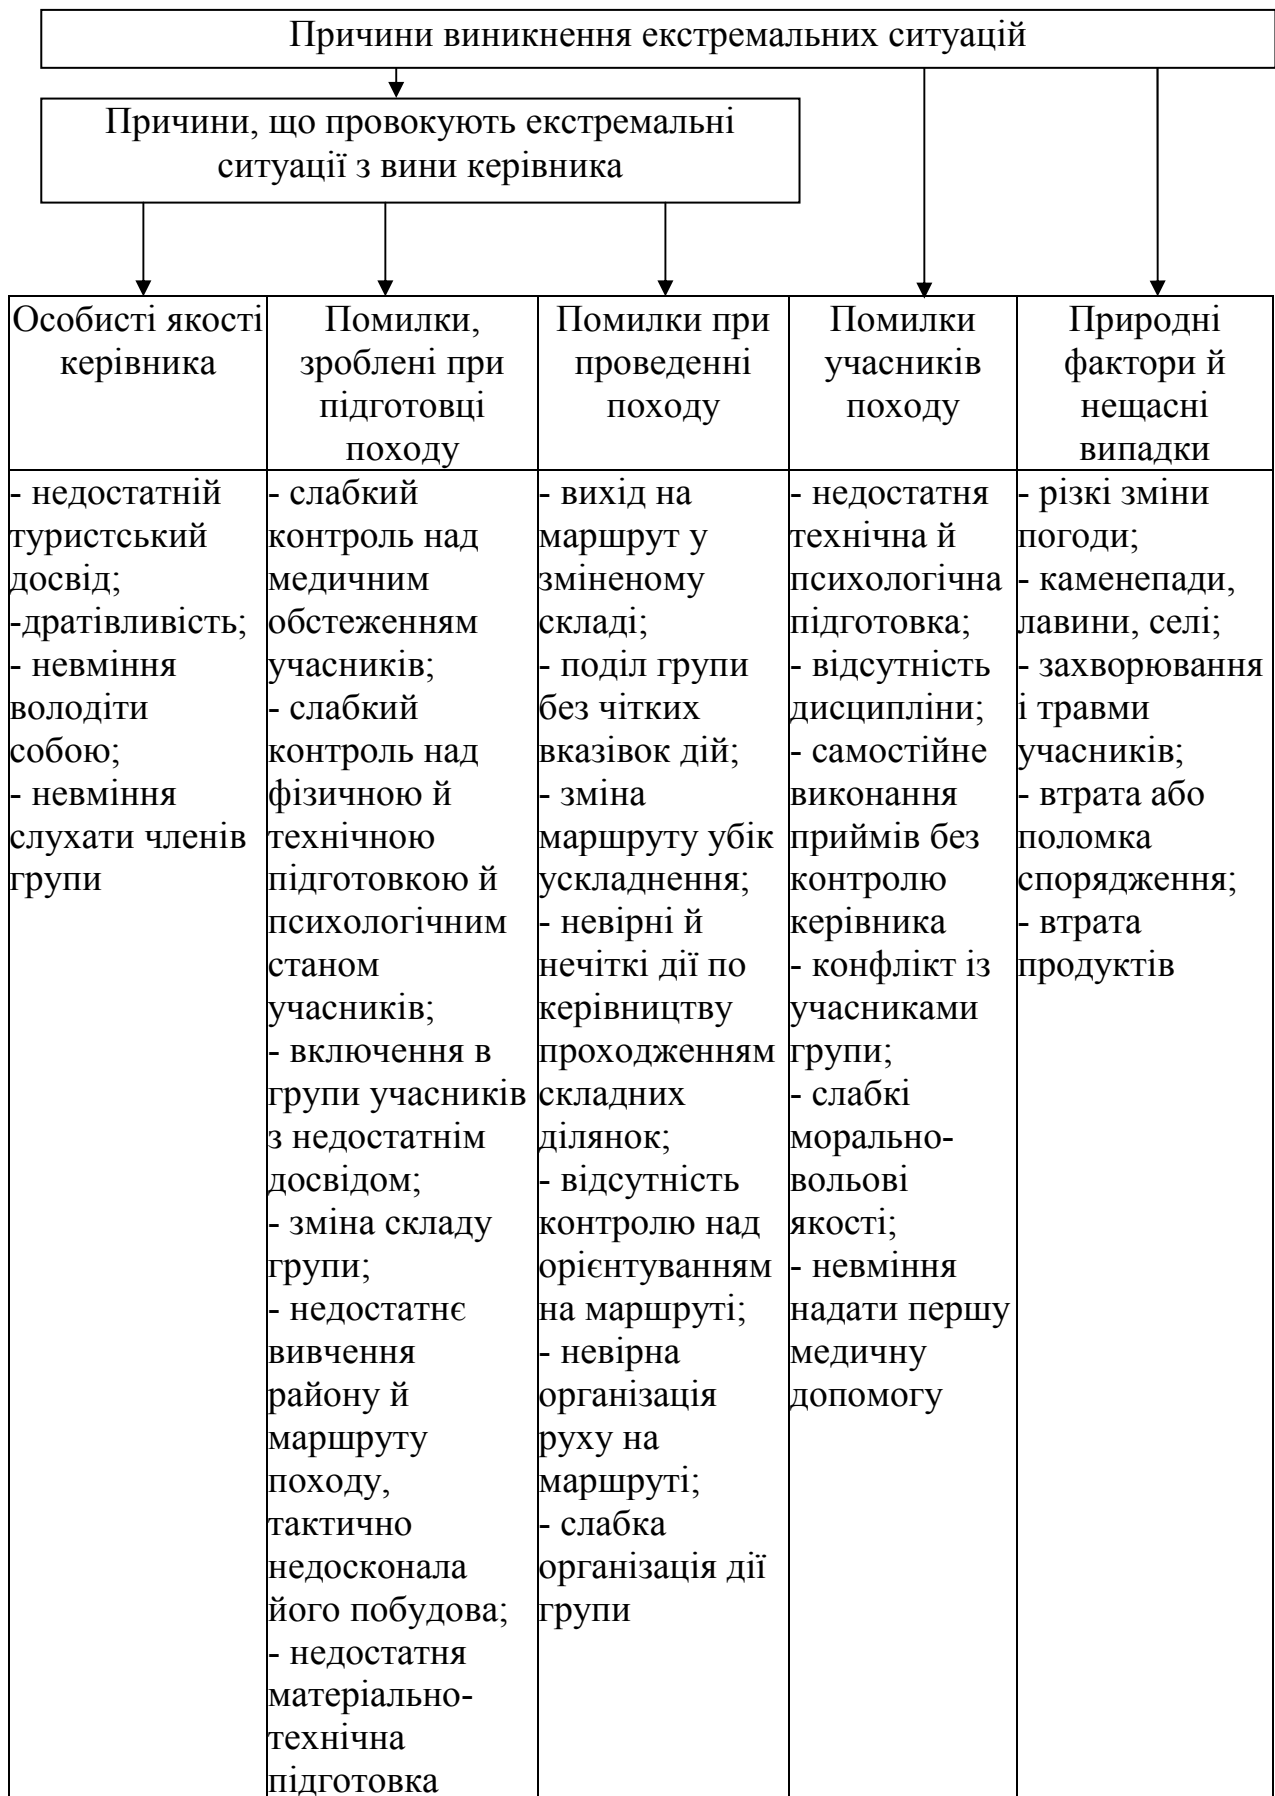 Причини виникнення екстремальних ситуацій
Причини, що провокують екстремальні
ситуації з вини керівника
Особисті якості
керівника
Помилки,
зроблені при
підготовці
походу
Помилки при
проведенні
походу
Помилки
учасників
походу
Природні
фактори й
нещасні
випадки
- недостатній
туристський
досвід;
-дратівливість;
- невміння
володіти
собою;
- невміння
слухати членів
групи
- слабкий
контроль над
медичним
обстеженням
учасників;
- слабкий
контроль над
фізичною й
технічною
підготовкою й
психологічним
станом
учасників;
- включення в
групи учасників
з недостатнім
досвідом;
- зміна складу
групи;
- недостатнє
вивчення
району й
маршруту
походу,
тактично
недосконала
його побудова;
- недостатня
матеріально-
технічна
підготовка
- вихід на
маршрут у
зміненому
складі;
- поділ групи
без чітких
вказівок дій;
- зміна
маршруту убік
ускладнення;
- невірні й
нечіткі дії по
керівництву
проходженням
складних
ділянок;
- відсутність
контролю над
орієнтуванням
на маршруті;
- невірна
організація
руху на
маршруті;
- слабка
організація дії
групи
- недостатня
технічна й
психологічна
підготовка;
- відсутність
дисципліни;
- самостійне
виконання
приймів без
контролю
керівника
- конфлікт із
учасниками
групи;
- слабкі
морально-
вольові
якості;
- невміння
надати першу
медичну
допомогу
- різкі зміни
погоди;
- каменепади,
лавини, селі;
- захворювання
і травми
учасників;
- втрата або
поломка
спорядження;
- втрата
продуктів